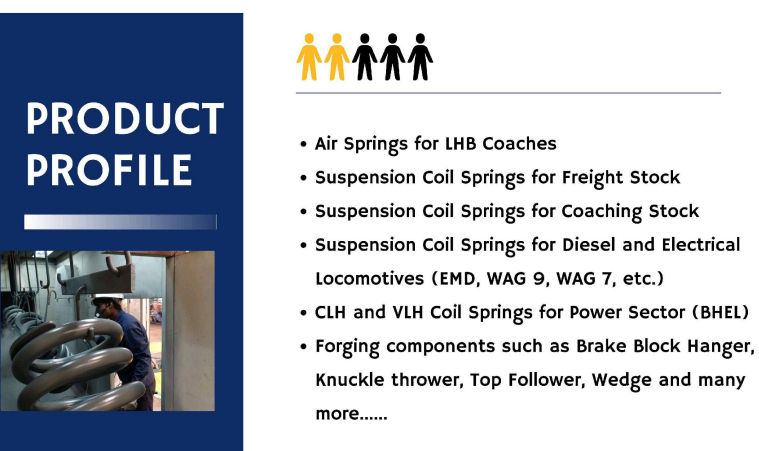 PRODUCT
PROFILE
• Air Springs for LHB Coaches
• Suspension Coil Springs for Freight Stock
• Suspension Coil Springs for Coaching Stock
• Suspension Coil Springs for Diesel and Electrical
Locomotives (EMD, WAG 9, WAG 7, etc.)
• CLH and VLH Coil Springs for Power Sector (BHEL)
• Forging components such as Brake Block Hanger,
Knuckle thrower, Top Follower, Wedge and many
more......